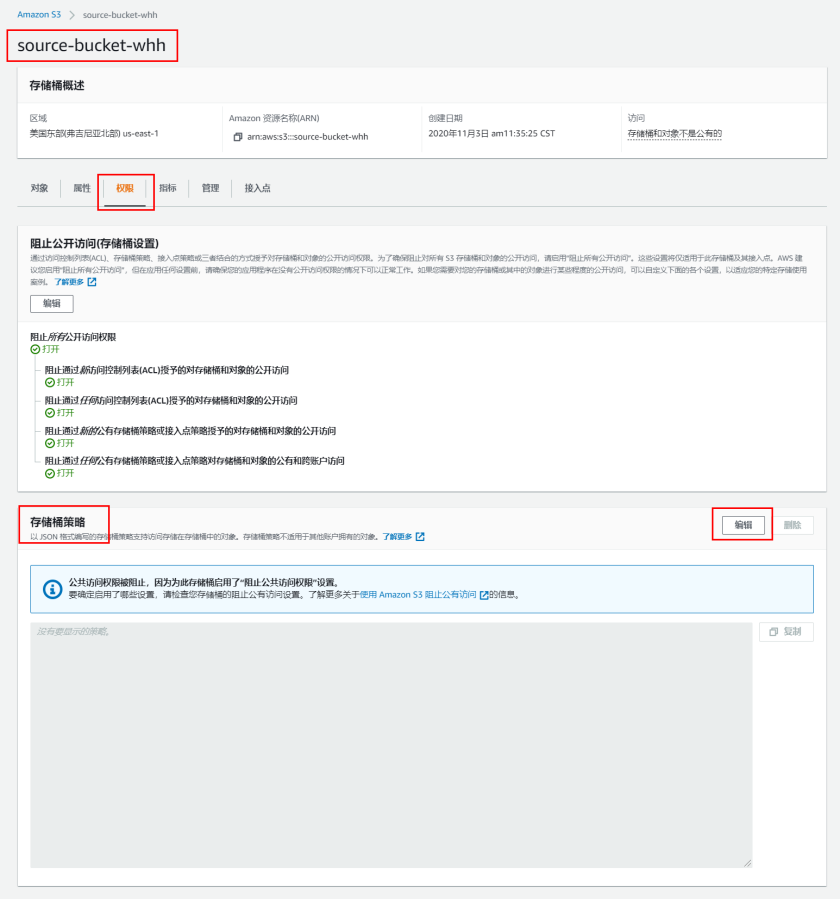 Amazon S3 > source-bucket-whh
source-bucket-whh
存储桶概述
区域 Amazon 资源名称(ARN) 创建日期 访问
美国东部(弗吉尼亚北部) us-east-1 arn:aws:s3:::source-bucket-whh 2020年11月3日 am11:35:25 CST 存储桶和对象不是公有的
对象 属性 权限 指标 管理 接入点
阻止公开访问(存储桶设置)
通过访问控制列表(ACL)、存储桶策略、接入点策略或三者结合的方式授予对存储桶和对象的公开访问权限。为了确保阻止对所有 S3 存储桶和对象的公开访问，请启用“阻止所有公开访问”。这些设置将仅适用于此存储桶及其接入点。AWS 建
议您启用“阻止所有公开访问”，但在应用任何设置前，请确保您的应用程序在没有公开访问权限的情况下可以正常工作。如果您需要对您的存储桶或其中的对象进行某些程度的公开访问，可以自定义下面的各个设置，以适应您的特定存储使用
案例。 了解更多
编辑
阻止所有公开访问权限
打开
阻止通过新访问控制列表(ACL)授予的对存储桶和对象的公开访问
打开
阻止通过任何访问控制列表(ACL)授予的对存储桶和对象的公开访问
打开
阻止通过新的公有存储桶策略或接入点策略授予的对存储桶和对象的公开访问
打开
阻止通过任何公有存储桶策略或接入点策略对存储桶和对象的公有和跨账户访问
打开
存储桶策略 编辑 删除
以 JSON 格式编写的存储桶策略支持访问存储在存储桶中的对象。存储桶策略不适用于其他账户拥有的对象。了解更多
公共访问权限被阻止，因为为此存储桶启用了“阻止公共访问权限”设置。
要确定启用了哪些设置，请检查您存储桶的阻止公有访问设置。了解更多关于使用 Amazon S3 阻止公有访问 的信息。
没有要显示的策略。 复制